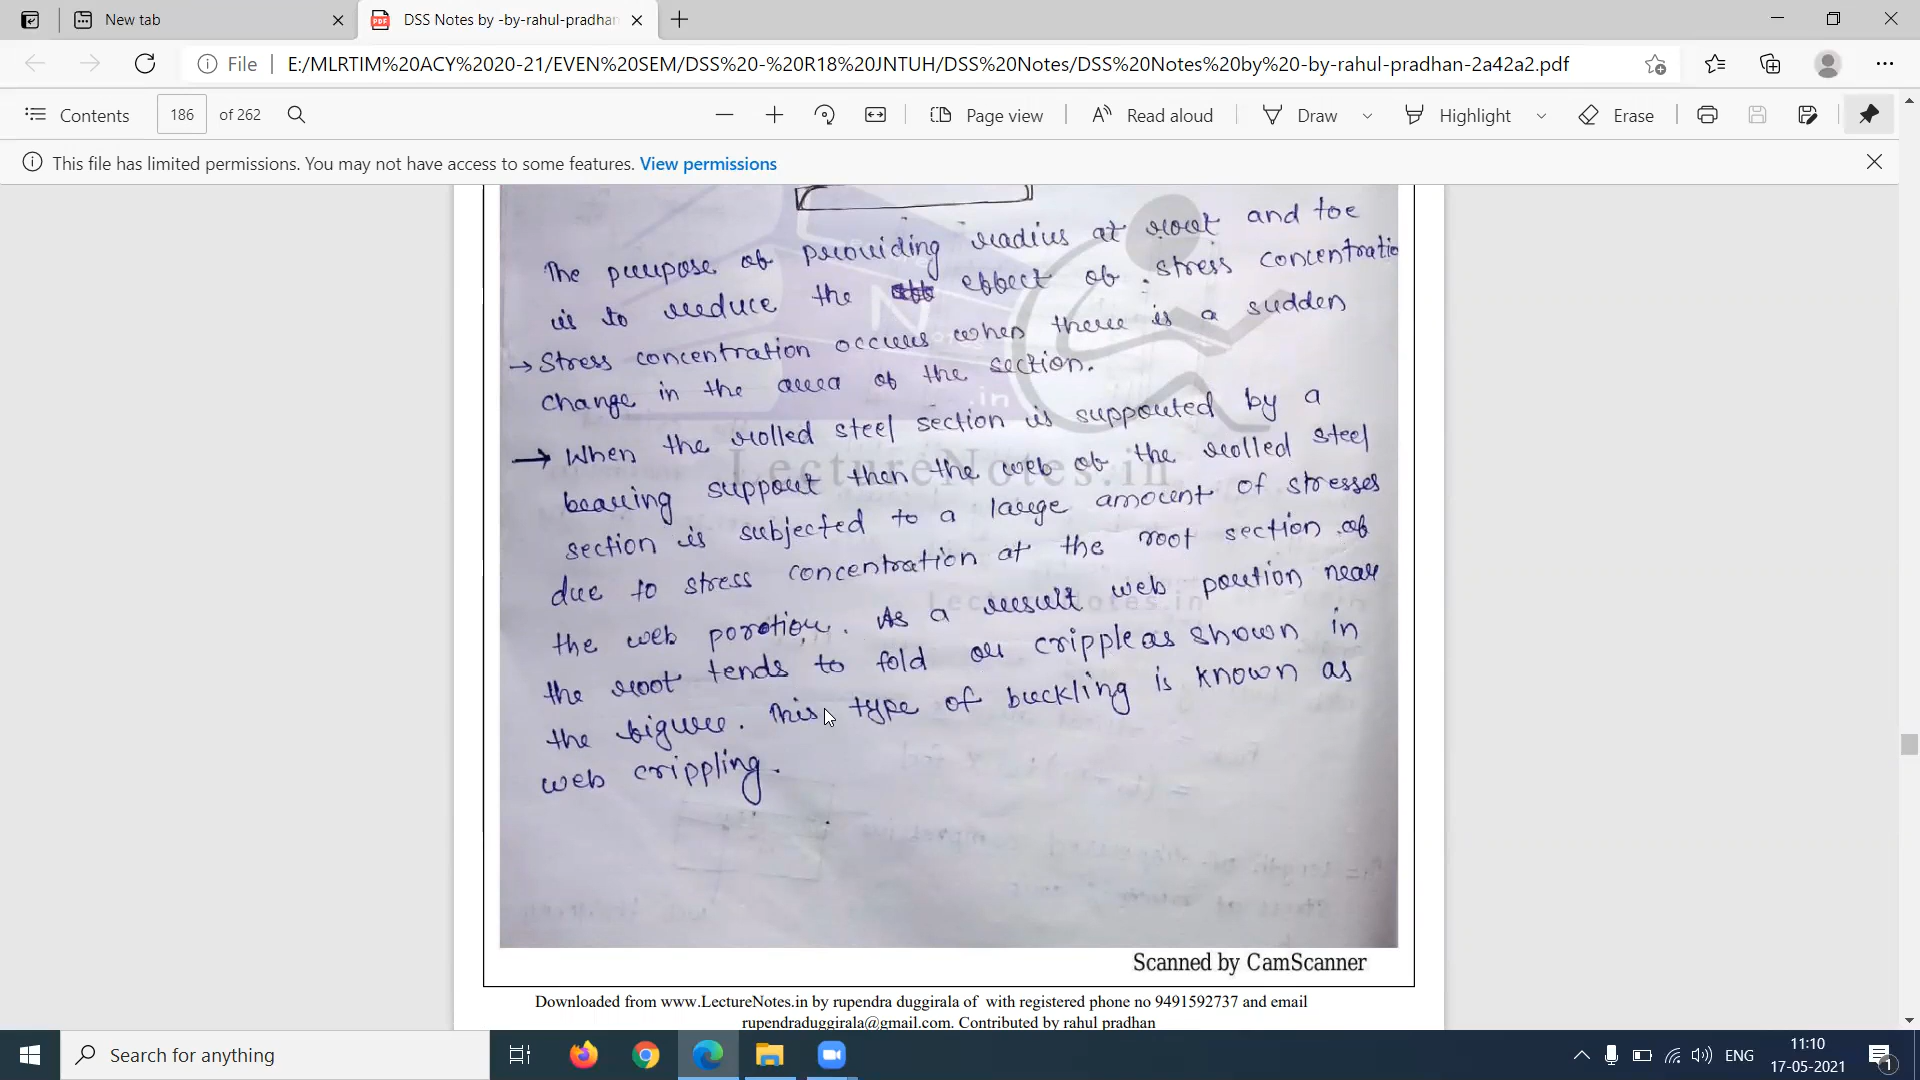 New tab
DSS Notes by -by-rahul-pradhan
File
E:/MLRTIM%20ACY%2020-21/EVEN%20SEM/DSS%20-%20R18%20JNTUH/DSS%20Notes/DSS%20Notes%20by%20-by-rahul-pradhan-2a42a2.pdf
Contents 186 of 262 Page view Read aloud Draw Highlight Erase
This file has limited permissions. You may not have access to some features. View permissions
The purpose of providing radius at root and toe
is to reduce the effect of stress concentratio
→ Stress concentration occurs when there is a sudden
change in the area of the section.
→ When the rolled steel section is supported by a
bearing support then the web of the rolled steel
section is subjected to a large amount of stresses
due to stress concentration at the root section of
the web portion. As a result web portion near
the root tends to fold or cripple as shown in
the figure. This type of buckling is known as
web crippling.
LectureNotes.in
LectureNotes.in
Scanned by CamScanner
Downloaded from www.LectureNotes.in by rupendra duggirala of with registered phone no 9491592737 and email
rupendraduggirala@gmail.com. Contributed by rahul pradhan
Search for anything
ENG
11:10
17-05-2021
1